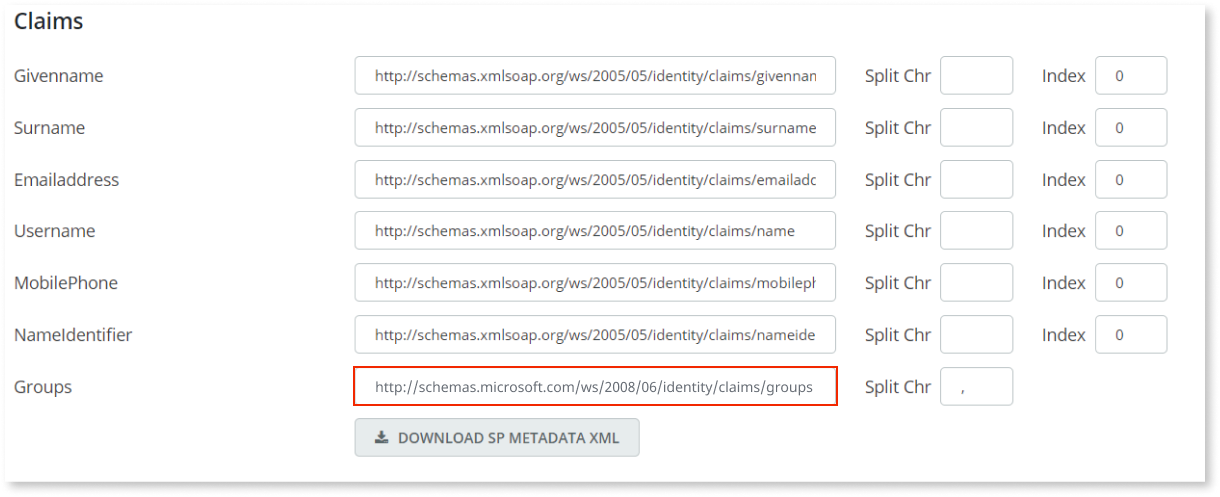 Claims
Givenname http://schemas.xmlsoap.org/ws/2005/05/identity/claims/givennan Split Chr Index 0
Surname http://schemas.xmlsoap.org/ws/2005/05/identity/claims/surname Split Chr Index 0
Emailaddress http://schemas.xmlsoap.org/ws/2005/05/identity/claims/emailadc Split Chr Index 0
Username http://schemas.xmlsoap.org/ws/2005/05/identity/claims/name Split Chr Index 0
MobilePhone http://schemas.xmlsoap.org/ws/2005/05/identity/claims/mobileph Split Chr Index 0
NameIdentifier http://schemas.xmlsoap.org/ws/2005/05/identity/claims/nameide Split Chr Index 0
Groups http://schemas.microsoft.com/ws/2008/06/identity/claims/groups Split Chr ,
DOWNLOAD SP METADATA XML